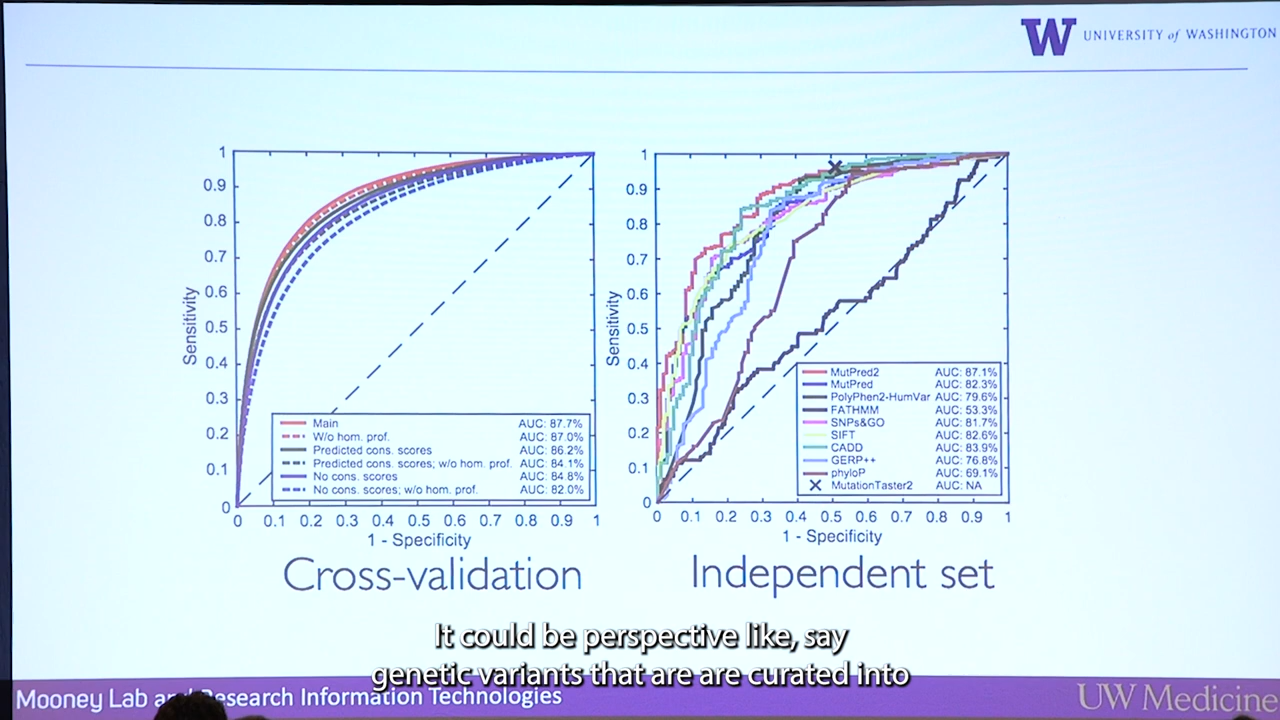 W UNIVERSITY of WASHINGTON
1
0.9
0.8
0.7
0.6
0.5
0.4
0.3
0.2
0.1
0
Sensitivity
Main AUC: 87.7%
W/o hom. prof. AUC: 87.0%
Predicted cons. scores AUC: 86.2%
Predicted cons. scores; w/o hom. prof. AUC: 84.1%
No cons. scores AUC: 84.8%
No cons. scores; w/o hom. prof. AUC: 82.0%
0 0.1 0.2 0.3 0.4 0.5 0.6 0.7 0.8 0.9 1
1 - Specificity
Cross-validation
1
0.9
0.8
0.7
0.6
0.5
0.4
0.3
0.2
0.1
0
Sensitivity
MutPred2 AUC: 87.1%
MutPred AUC: 82.3%
PolyPhen2-HumVar AUC: 79.6%
FATHMM AUC: 53.3%
SNPs&GO AUC: 81.7%
SIFT AUC: 82.6%
CADD AUC: 83.9%
GERP++ AUC: 76.8%
phyloP AUC: 69.1%
MutationTaster2 AUC: NA
0 0.1 0.2 0.3 0.4 0.5 0.6 0.7 0.8 0.9 1
1 - Specificity
Independent set
It could be perspective like, say
genetic variants that are are curated into
Mooney Lab and Research Information Technologies
UW Medicine